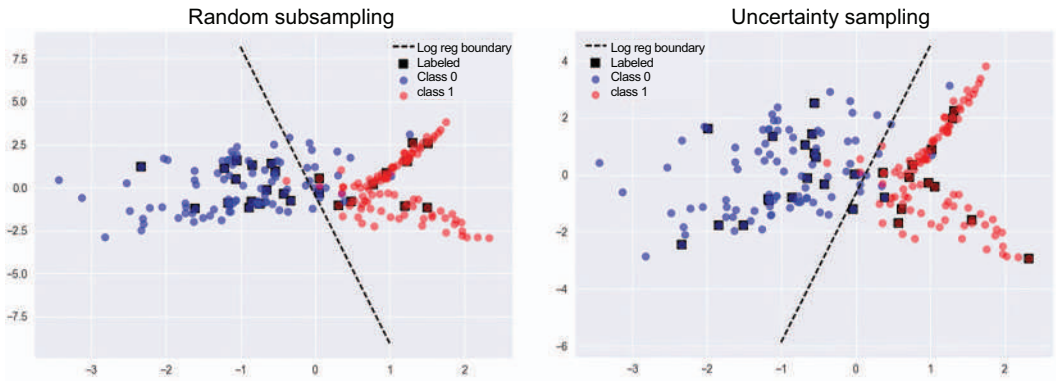 Random subsampling
Log reg boundary
Labeled
Class 0
class 1
7.5
5.0
2.5
0.0
−2.5
−5.0
−7.5
−3
−2
−1
0
1
2
Uncertainty sampling
Log reg boundary
Labeled
Class 0
class 1
4
2
0
−2
−4
−6
−3
−2
−1
0
1
2